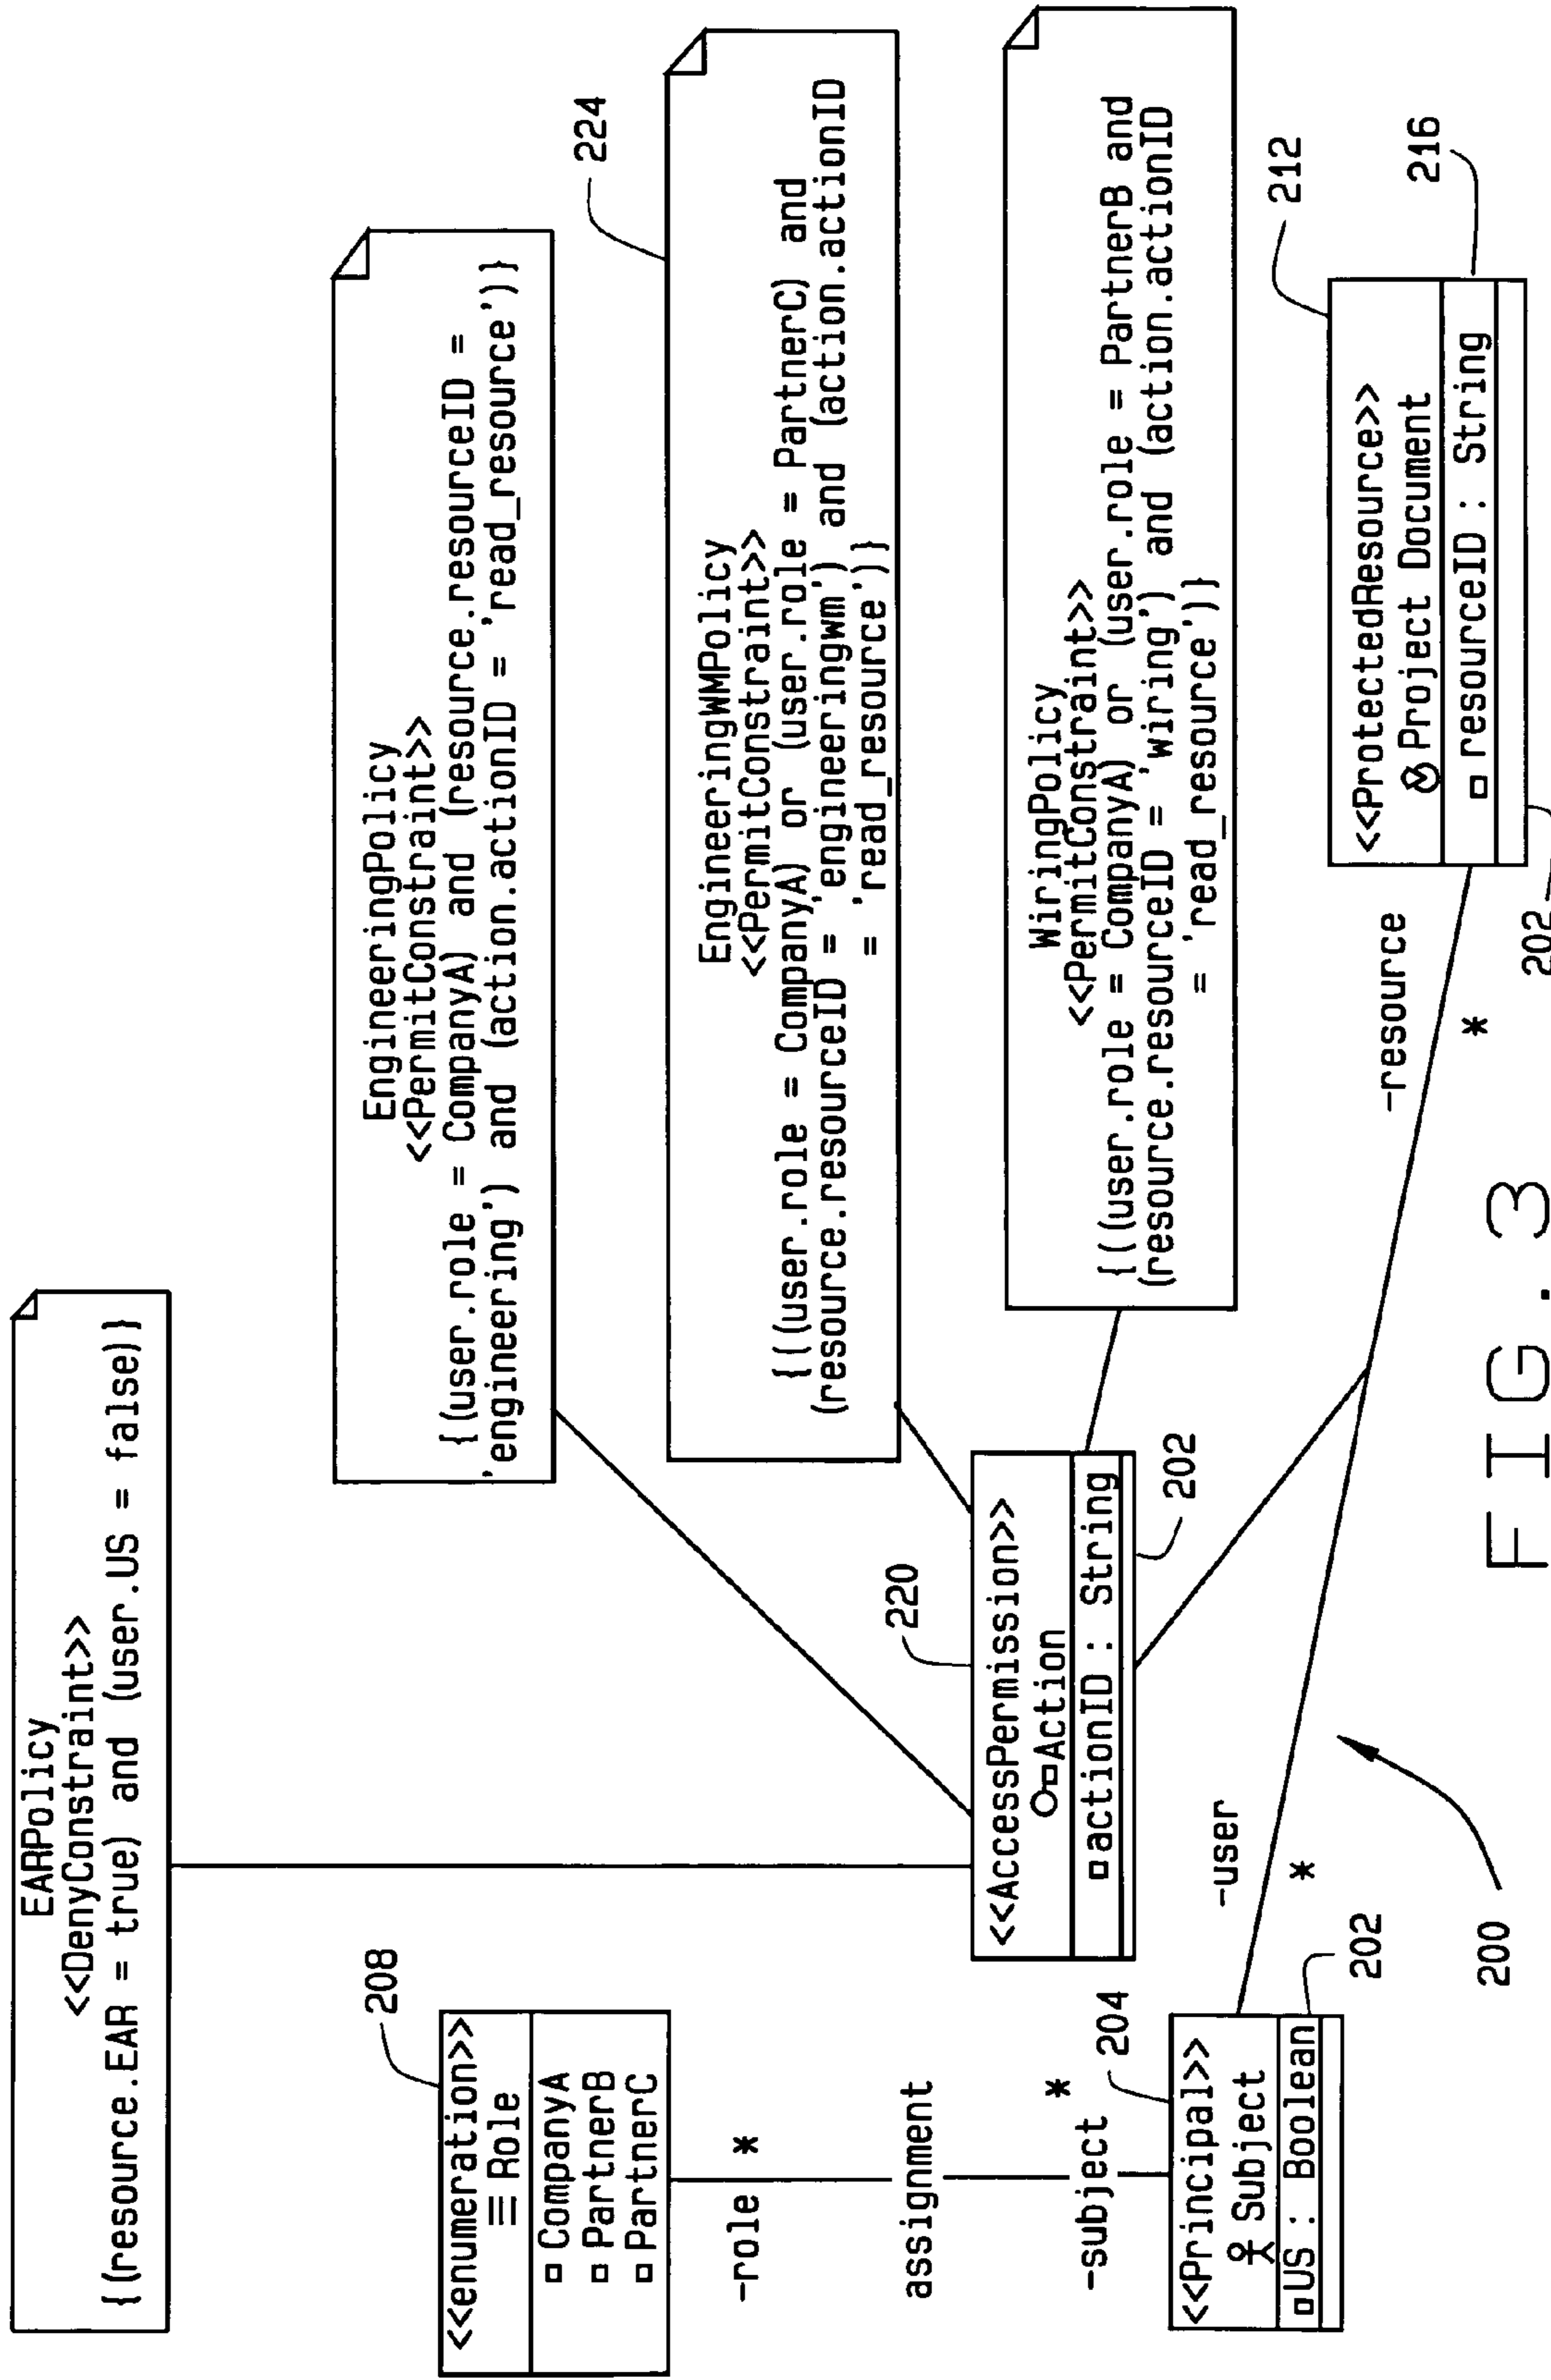 EARPolicy
<<DenyConstraint>>
{(resource.EAR = true) and (user.US = false)}
<<enumeration>>
Role
CompanyA
PartnerB
PartnerC
208
EngineeringPolicy
<<PermitConstraint>>
{(user.role = CompanyA) and (resource.resourceID =
'engineering') and (action.actionID = 'read_resource')}
-role *
assignment
-subject *
224
EngineeringWMPolicy
<<PermitConstraint>>
{((user.role = CompanyA) or (user.role = PartnerC) and
(resource.resourceID = 'engineeringwm') and (action.actionID
= 'read_resource')}
220
<<AccessPermission>>
Action
actionID : String
202
WiringPolicy
<<PermitConstraint>>
{((user.role = CompanyA) or (user.role = PartnerB and
(resource.resourceID = 'wiring') and (action.actionID
= 'read_resource')}
204
<<Principal>>
Subject
US : Boolean
202
-user
*
200
-resource
*
212
<<ProtectedResource>>
Project Document
resourceID : String
216
202
FIG. 3